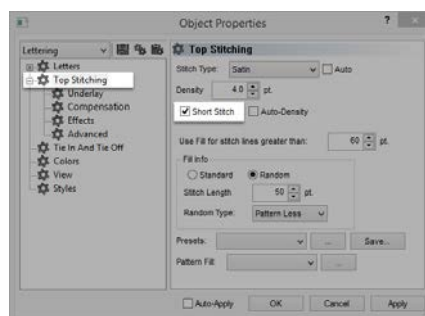 Object Properties ?
Lettering
Letters
Top Stitching
Underlay
Compensation
Effects
Advanced
Tie In And Tie Off
Colors
View
Styles
Top Stitching
Stitch Type: Satin Auto
Density 4.0 pt.
Short Stitch Auto-Density
Use Fill for stitch lines greater than: 60 pt.
Fill Info
Standard Random
Stitch Length 50 pt.
Random Type: Pattern Less
Presets: ... Save...
Pattern Fill: ...
Auto-Apply OK Cancel Apply